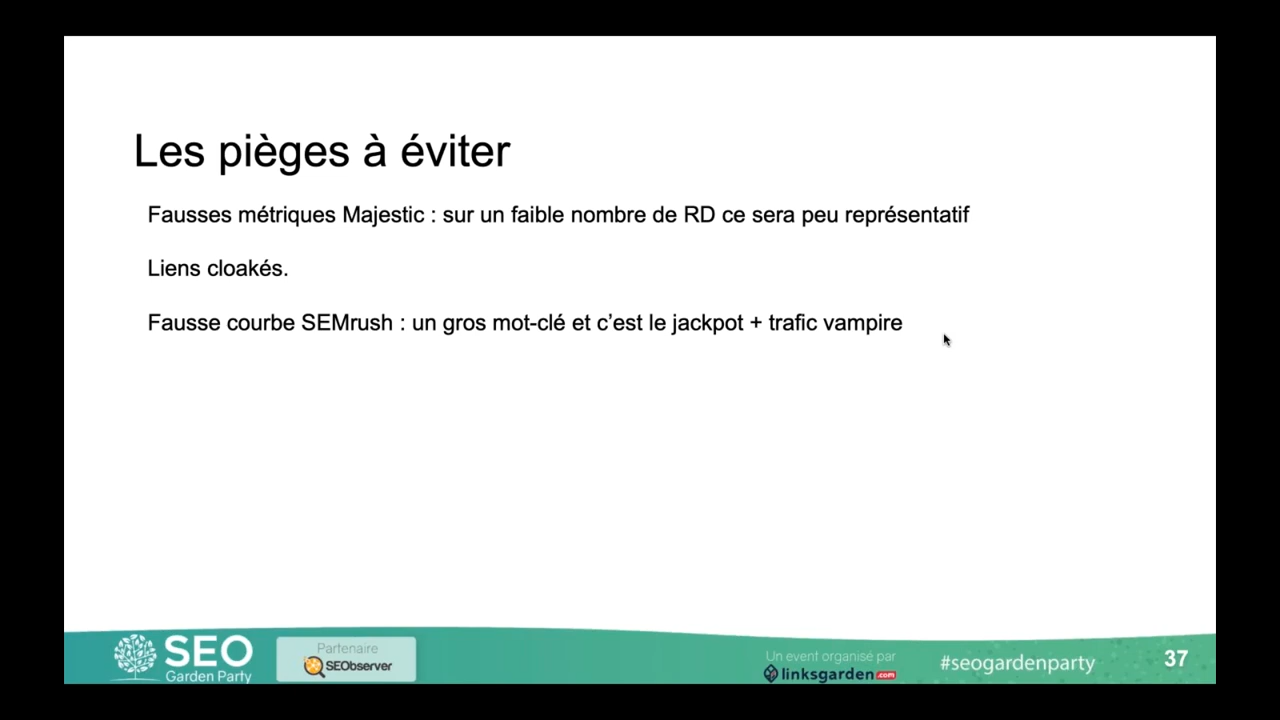 Les pièges à éviter
Fausses métriques Majestic : sur un faible nombre de RD ce sera peu représentatif
Liens cloakés.
Fausse courbe SEMrush : un gros mot-clé et c’est le jackpot + trafic vampire
SEO
Garden Party
Partenaire
SEObserver
Un event organisé par
linksgarden.com
#seogardenparty
37